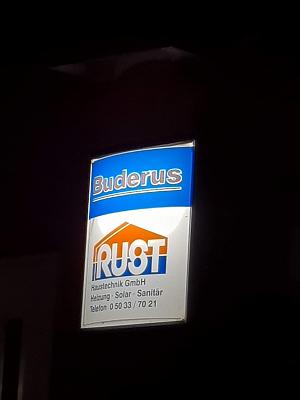 Buderus
RUST
Haustechnik GmbH
Heizung · Solar · Sanitär
Telefon 0 50 33 / 70 21